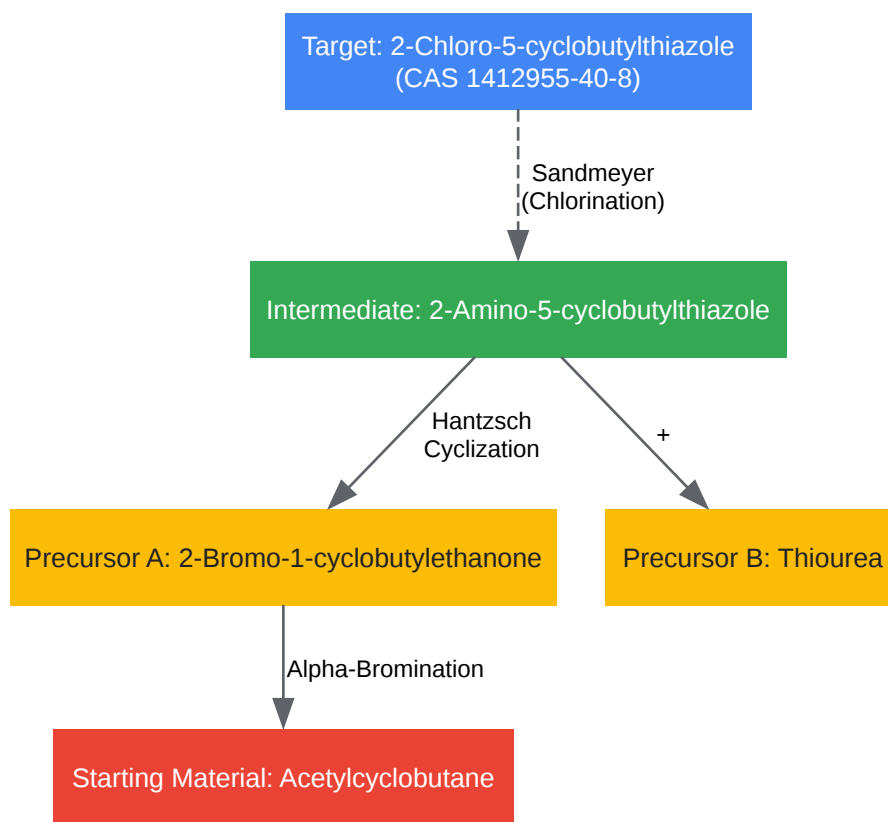 Target: 2-Chloro-5-cyclobutylthiazole
(CAS 1412955-40-8)
Sandmeyer
(Chlorination)
Intermediate: 2-Amino-5-cyclobutylthiazole
Hantzsch
Cyclization
+
Precursor A: 2-Bromo-1-cyclobutylethanone
Precursor B: Thiourea
Alpha-Bromination
Starting Material: Acetylcyclobutane